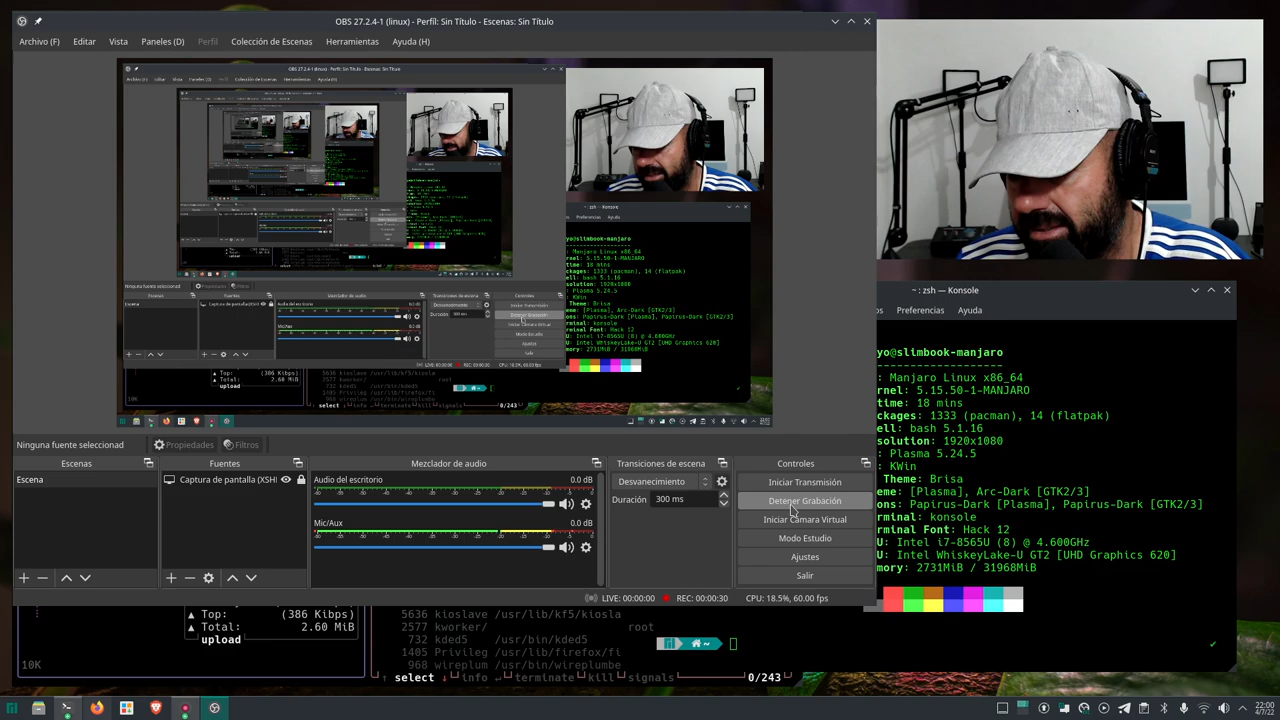 OBS 27.2.4-1 (linux) - Perfíl: Sin Título - Escenas: Sin Título
Archivo (F) Editar Vista Paneles (D) Perfil Colección de Escenas Herramientas Ayuda (H)
~ : zsh — Konsole
Preferencias Ayuda
yo@slimbook-manjaro
: Manjaro Linux x86_64
rnel: 5.15.50-1-MANJARO
time: 18 mins
ckages: 1333 (pacman), 14 (flatpak)
ell: bash 5.1.16
solution: 1920x1080
: Plasma 5.24.5
: KWin
Theme: Brisa
eme: [Plasma], Arc-Dark [GTK2/3]
ons: Papirus-Dark [Plasma], Papirus-Dark [GTK2/3]
rminal: konsole
rminal Font: Hack 12
U: Intel i7-8565U (8) @ 4.600GHz
U: Intel WhiskeyLake-U GT2 [UHD Graphics 620]
mory: 2731MiB / 31968MiB
Ninguna fuente seleccionad Propiedades Filtros
Escenas
Escena
Fuentes
Captura de pantalla (XSHI
Mezclador de audio
Audio del escritorio 0.0 dB
Mic/Aux 0.0 dB
Transiciones de escena
Desvanecimiento
Duración 300 ms
Controles
Iniciar Transmisión
Detener Grabación
Iniciar Cámara Virtual
Modo Estudio
Ajustes
Salir
LIVE: 00:00:00 REC: 00:00:30 CPU: 18.5%, 60.00 fps
▲ Top: (386 Kibps)
▲ Total: 2.60 MiB
upload
10K
5636 kioslave /usr/lib/kf5/kiosla
2577 kworker/ root
732 kded5 /usr/bin/kded5
1405 Privileg /usr/lib/firefox/fi
968 wireplum /usr/bin/wireplumbe
↑ select ↓ info ↵ terminate kill signals 0/243
~
22:00
4/7/22